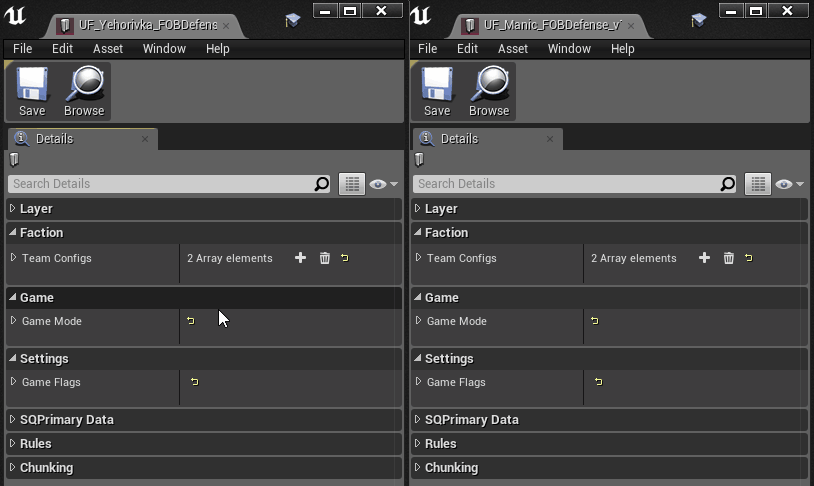 UF_Yehorivka_FOBDefens
File Edit Asset Window Help
Save Browse
Details
Search Details
Layer
Faction
Team Configs 2 Array elements
Game
Game Mode
Settings
Game Flags
SQPrimary Data
Rules
Chunking
UF_Manic_FOBDefense_v
File Edit Asset Window Help
Save Browse
Details
Search Details
Layer
Faction
Team Configs 2 Array elements
Game
Game Mode
Settings
Game Flags
SQPrimary Data
Rules
Chunking